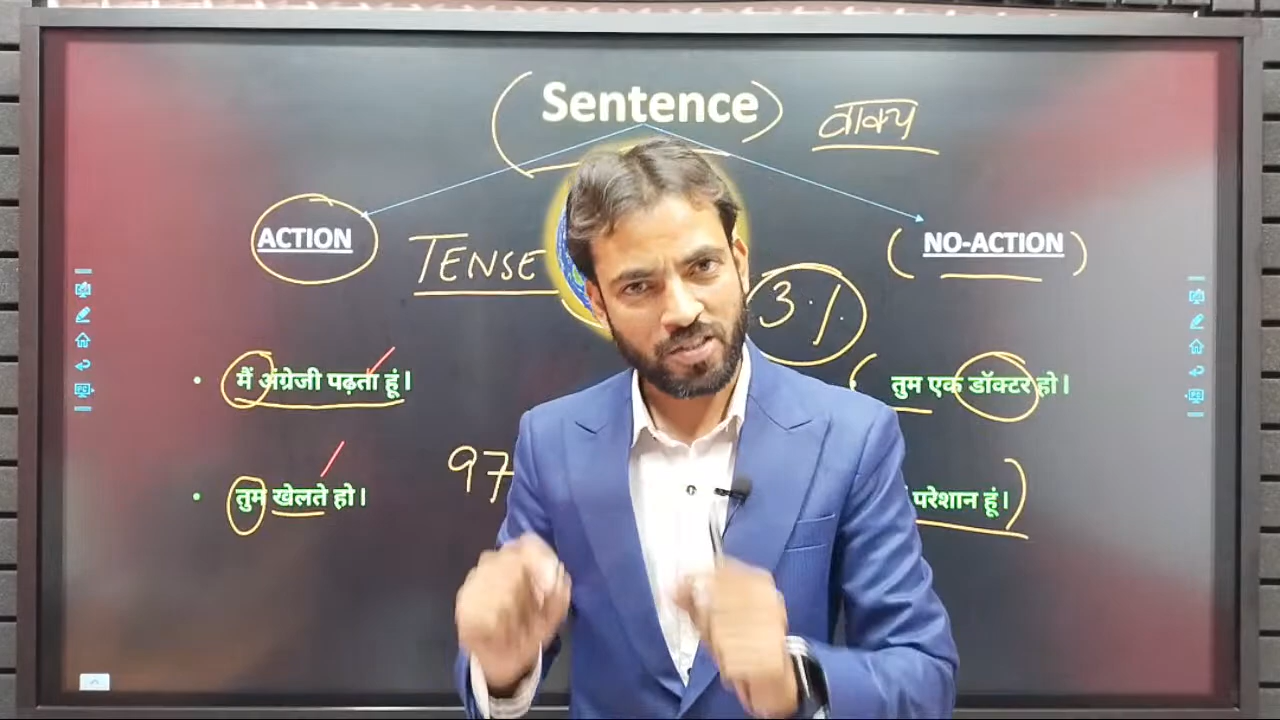 Sentence वाक्य
ACTION TENSE NO-ACTION
3%
मैं अंग्रेजी पढ़ता हूं। तुम एक डॉक्टर हो।
97
तुम खेलते हो। परेशान हूं।